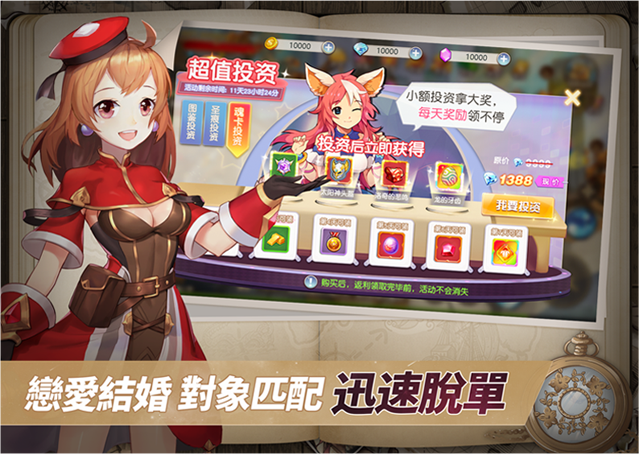 10000
10000
10000
超值投资
活动剩余时间: 11天23小时24分
图鉴投资
圣狼投资
魂卡投资
小额投资拿大奖,
每天奖励领不停
投资后立即获得
原价
1388
现价
我要投资
购买后，返利领取完毕前，活动不会消失
戀愛結婚 對象匹配 迅速脫單